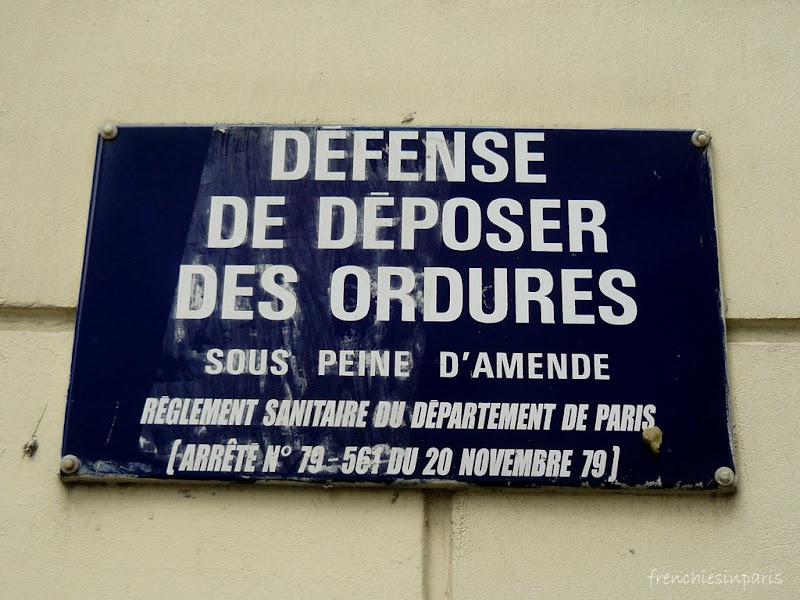 DÉFENSE
DE DÉPOSER
DES ORDURES
SOUS PEINE D'AMENDE
RÈGLEMENT SANITAIRE DU DÉPARTEMENT DE PARIS
(ARRÊTÉ N° 79 - 561 DU 20 NOVEMBRE 79)
frenchiesinparis